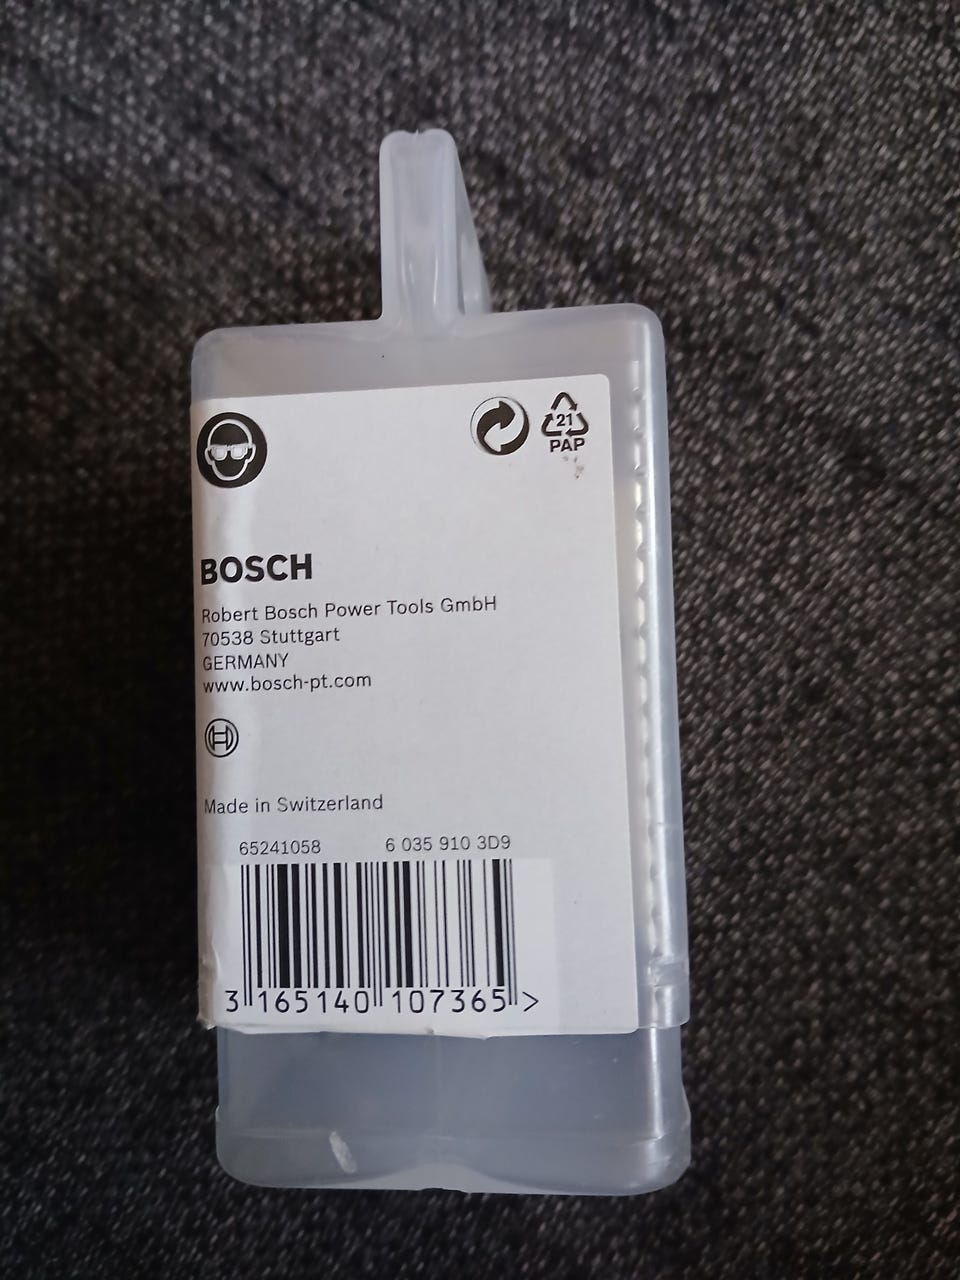 21
PAP
BOSCH
Robert Bosch Power Tools GmbH
70538 Stuttgart
GERMANY
www.bosch-pt.com
Made in Switzerland
65241058 6 035 910 3D9
3 165140 107365 >